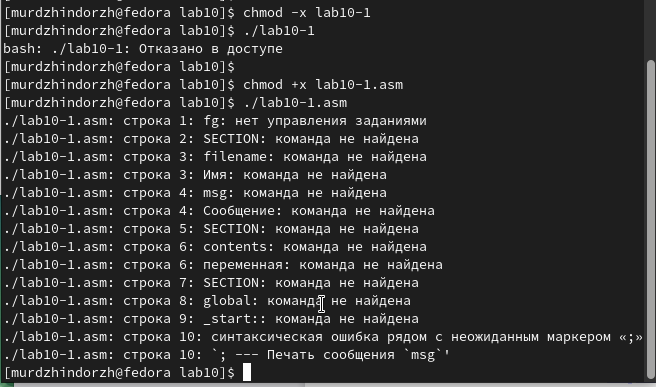 [murdzhindorzh@fedora lab10]$ chmod -x lab10-1
[murdzhindorzh@fedora lab10]$ ./lab10-1
bash: ./lab10-1: Отказано в доступе
[murdzhindorzh@fedora lab10]$
[murdzhindorzh@fedora lab10]$ chmod +x lab10-1.asm
[murdzhindorzh@fedora lab10]$ ./lab10-1.asm
./lab10-1.asm: строка 1: fg: нет управления заданиями
./lab10-1.asm: строка 2: SECTION: команда не найдена
./lab10-1.asm: строка 3: filename: команда не найдена
./lab10-1.asm: строка 3: Имя: команда не найдена
./lab10-1.asm: строка 4: msg: команда не найдена
./lab10-1.asm: строка 4: Сообщение: команда не найдена
./lab10-1.asm: строка 5: SECTION: команда не найдена
./lab10-1.asm: строка 6: contents: команда не найдена
./lab10-1.asm: строка 6: переменная: команда не найдена
./lab10-1.asm: строка 7: SECTION: команда не найдена
./lab10-1.asm: строка 8: global: команда не найдена
./lab10-1.asm: строка 9: _start:: команда не найдена
./lab10-1.asm: строка 10: синтаксическая ошибка рядом с неожиданным маркером «;»
./lab10-1.asm: строка 10: `; --- Печать сообщения `msg`'
[murdzhindorzh@fedora lab10]$